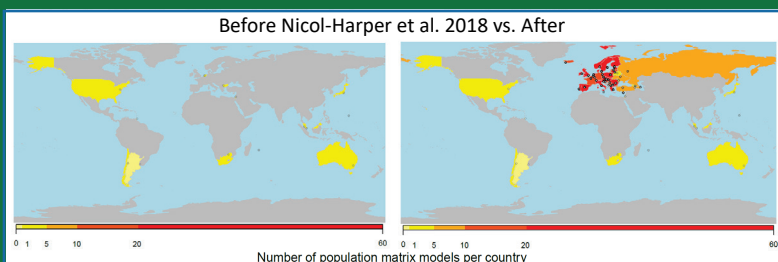 Before Nicol-Harper et al. 2018 vs. After
0 1 5 10 20 60
0 1 5 10 20 60
Number of population matrix models per country